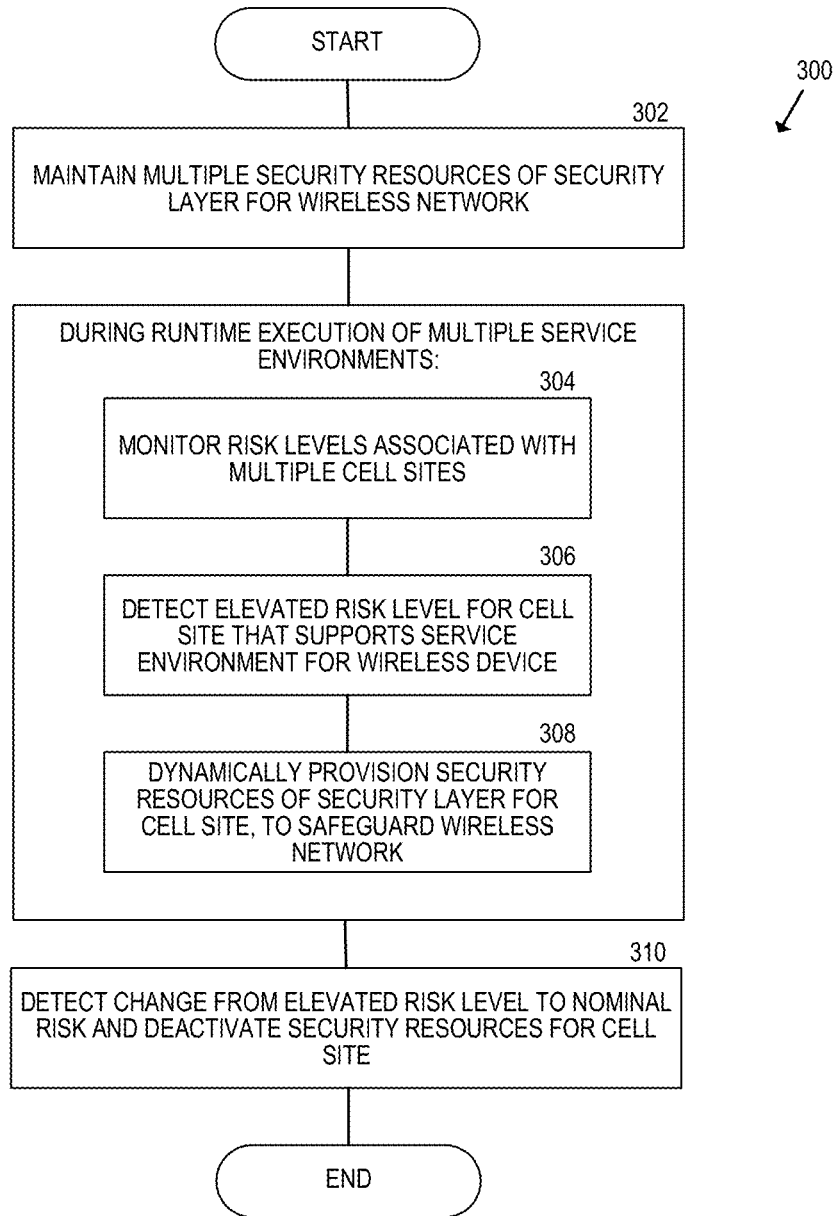 START
300
302
MAINTAIN MULTIPLE SECURITY RESOURCES OF SECURITY
LAYER FOR WIRELESS NETWORK
DURING RUNTIME EXECUTION OF MULTIPLE SERVICE
ENVIRONMENTS:
304
MONITOR RISK LEVELS ASSOCIATED WITH
MULTIPLE CELL SITES
306
DETECT ELEVATED RISK LEVEL FOR CELL
SITE THAT SUPPORTS SERVICE
ENVIRONMENT FOR WIRELESS DEVICE
308
DYNAMICALLY PROVISION SECURITY
RESOURCES OF SECURITY LAYER FOR
CELL SITE, TO SAFEGUARD WIRELESS
NETWORK
310
DETECT CHANGE FROM ELEVATED RISK LEVEL TO NOMINAL
RISK AND DEACTIVATE SECURITY RESOURCES FOR CELL
SITE
END